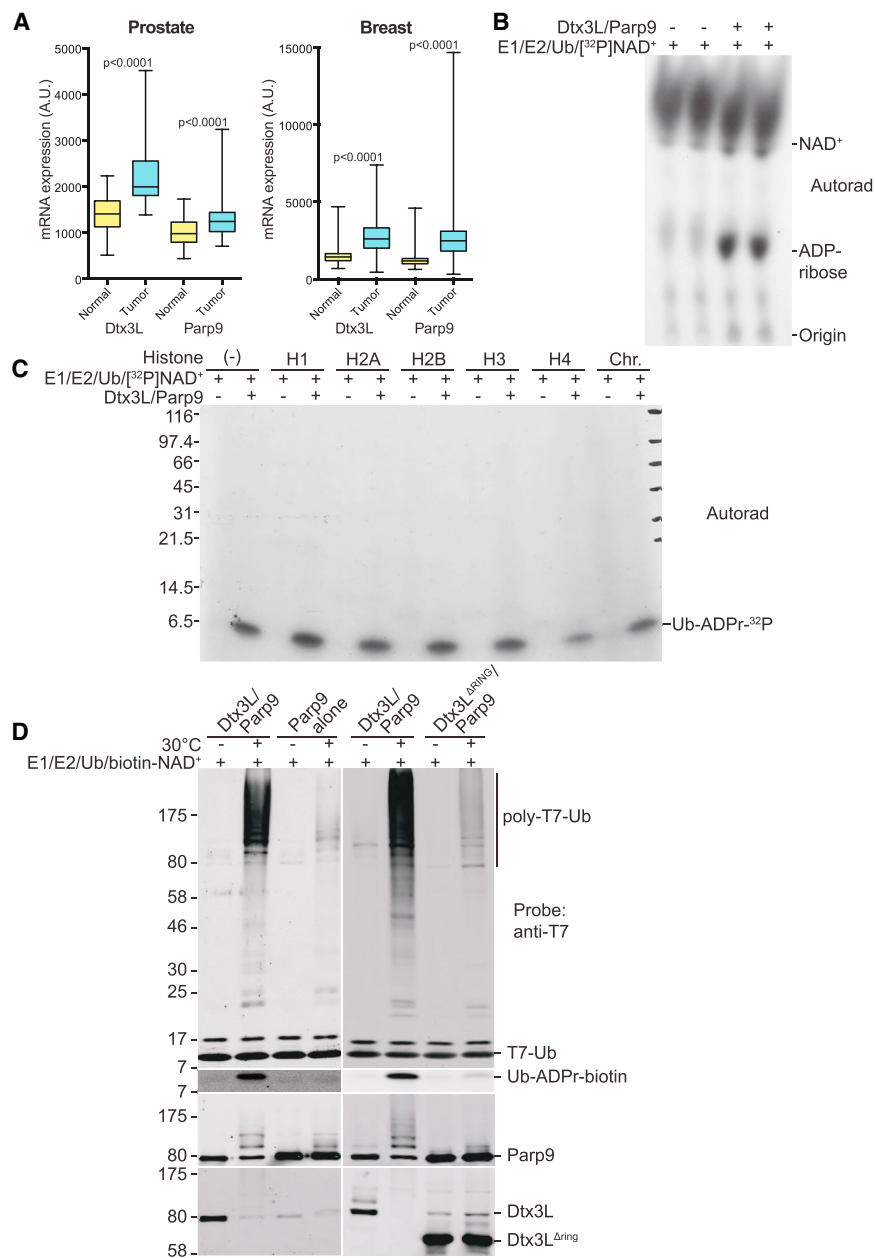 A
Prostate
mRNA expression (A.U.)
5000
4000
3000
2000
1000
0
p<0.0001
p<0.0001
Normal
Tumor
Normal
Tumor
Dtx3L
Parp9
Breast
mRNA expression (A.U.)
15000
10000
5000
0
p<0.0001
p<0.0001
Normal
Tumor
Normal
Tumor
Dtx3L
Parp9
B
Dtx3L/Parp9 - - + +
E1/E2/Ub/[³²P]NAD⁺ + + + +
NAD⁺
Autorad
ADP-
ribose
Origin
C
Histone (-) H1 H2A H2B H3 H4 Chr.
E1/E2/Ub/[³²P]NAD⁺ + + + + + + + + + + + + + +
Dtx3L/Parp9 - + - + - + - + - + - + - +
116
97.4
66
45
31
21.5
14.5
6.5
Autorad
Ub-ADPr-³²P
D
Dtx3L/
Parp9
Parp9
alone
Dtx3L/
Parp9
Dtx3L^ΔRING/
Parp9
30°C - + - + - + - +
E1/E2/Ub/biotin-NAD⁺ + + + + + + + +
175
80
58
46
30
25
17
7
poly-T7-Ub
Probe:
anti-T7
T7-Ub
7
Ub-ADPr-biotin
175
80
Parp9
175
80
58
Dtx3L
Dtx3L^Δring